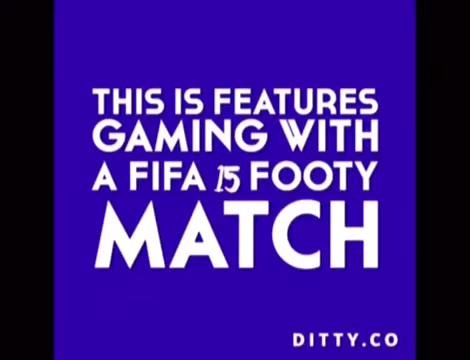 THIS IS FEATURES
GAMING WITH
A FIFA 15 FOOTY
MATCH
DITTY.CO